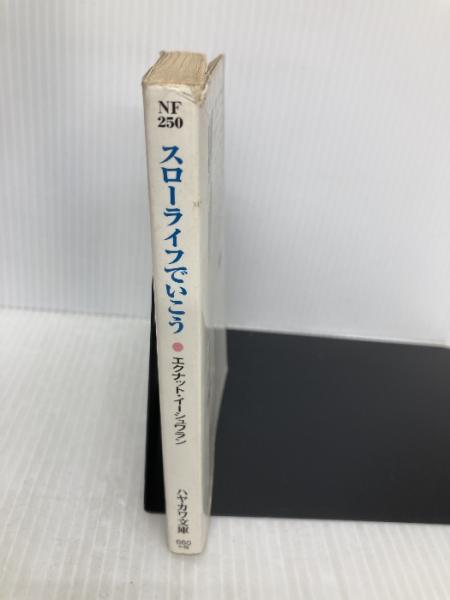 NF
250
スローライフでいこう
エクナット・イーシュワラン
ハヤカワ文庫
660